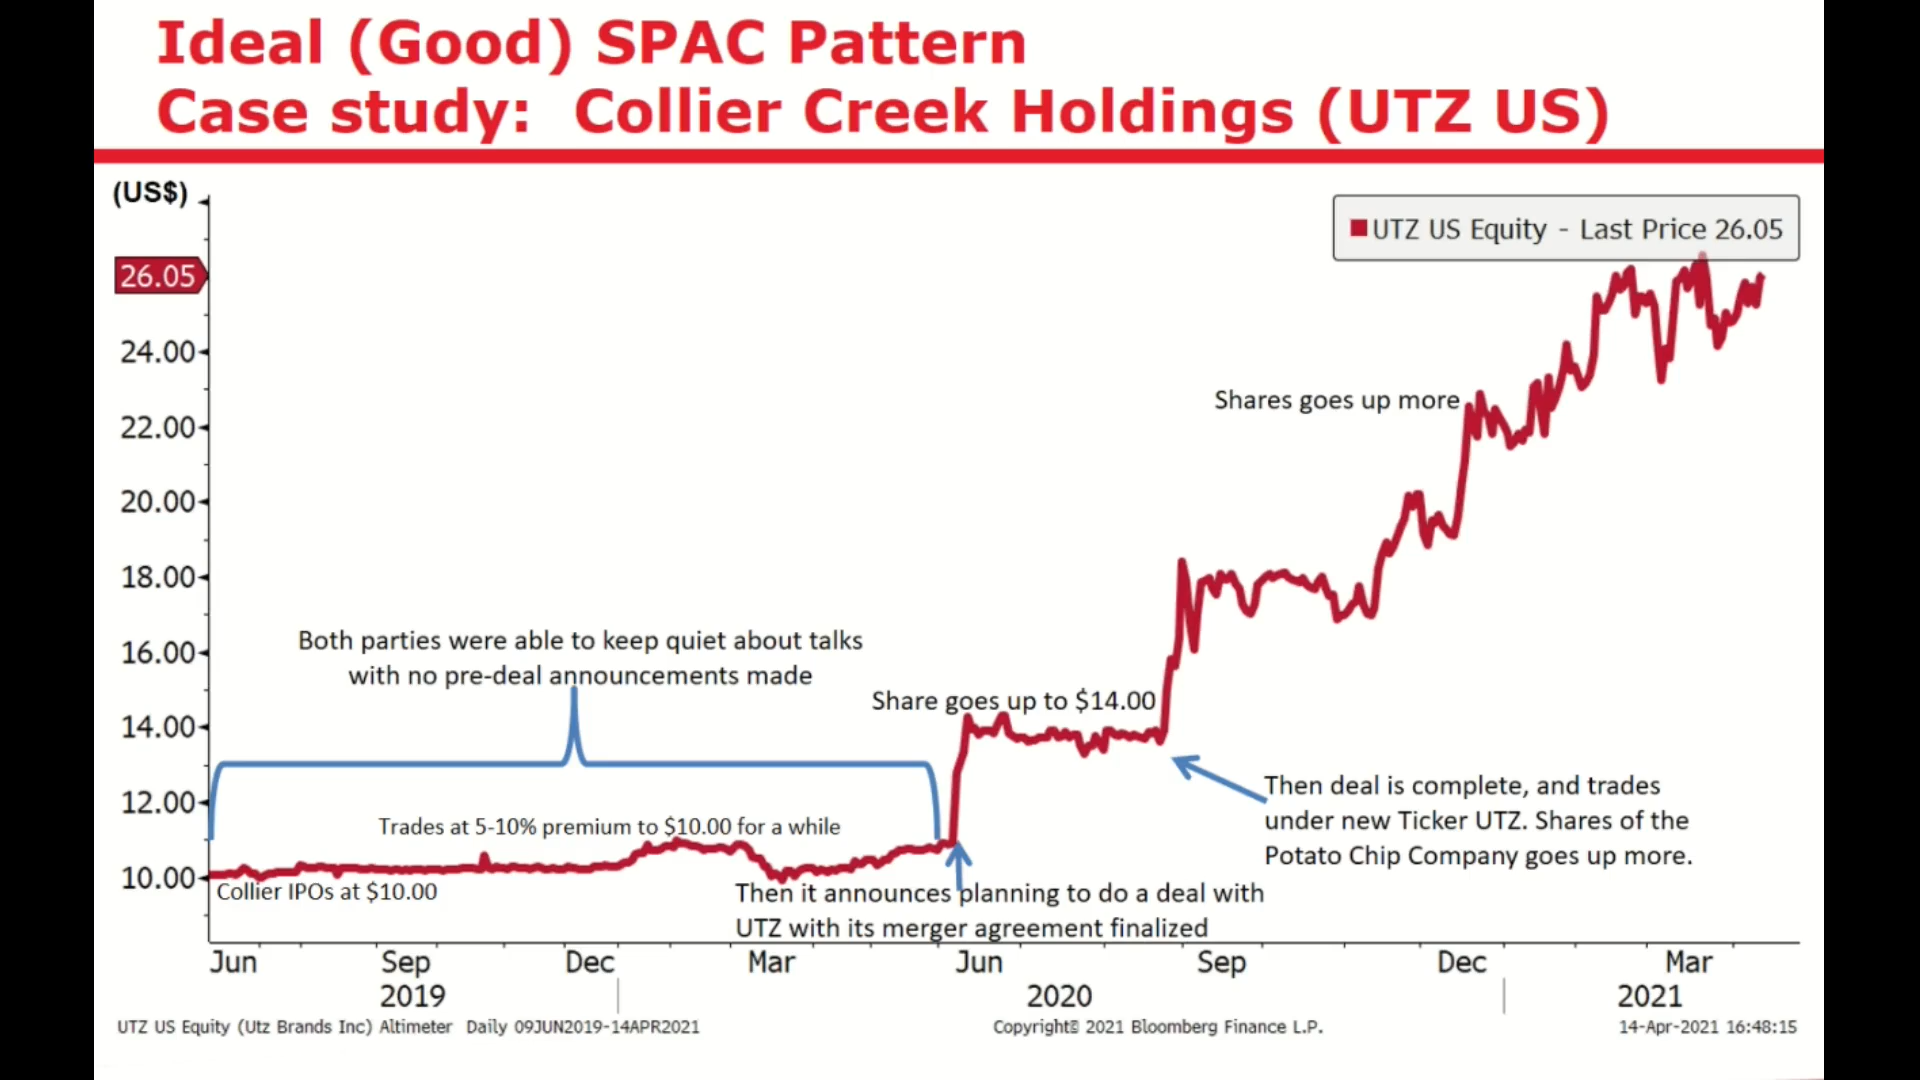 Ideal (Good) SPAC Pattern
Case study: Collier Creek Holdings (UTZ US)
(US$)
UTZ US Equity - Last Price 26.05
26.05
24.00
22.00
20.00
18.00
16.00
14.00
12.00
10.00
Shares goes up more
Both parties were able to keep quiet about talks
with no pre-deal announcements made
Share goes up to $14.00
Then deal is complete, and trades
under new Ticker UTZ. Shares of the
Potato Chip Company goes up more.
Trades at 5-10% premium to $10.00 for a while
Collier IPOs at $10.00
Then it announces planning to do a deal with
UTZ with its merger agreement finalized
Jun Sep Dec Mar Jun Sep Dec Mar
2019 2020 2021
UTZ US Equity (Utz Brands Inc) Altimeter Daily 09JUN2019-14APR2021
Copyright© 2021 Bloomberg Finance L.P.
14-Apr-2021 16:48:15